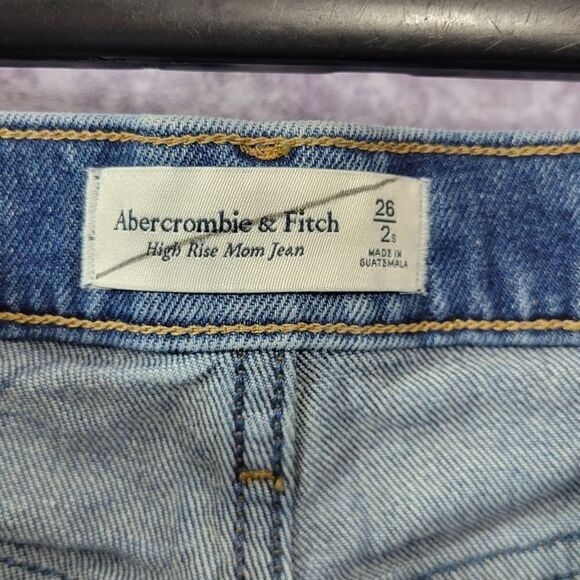 Abercrombie & Fitch
High Rise Mom Jean
26
2s
MADE IN
GUATEMALA